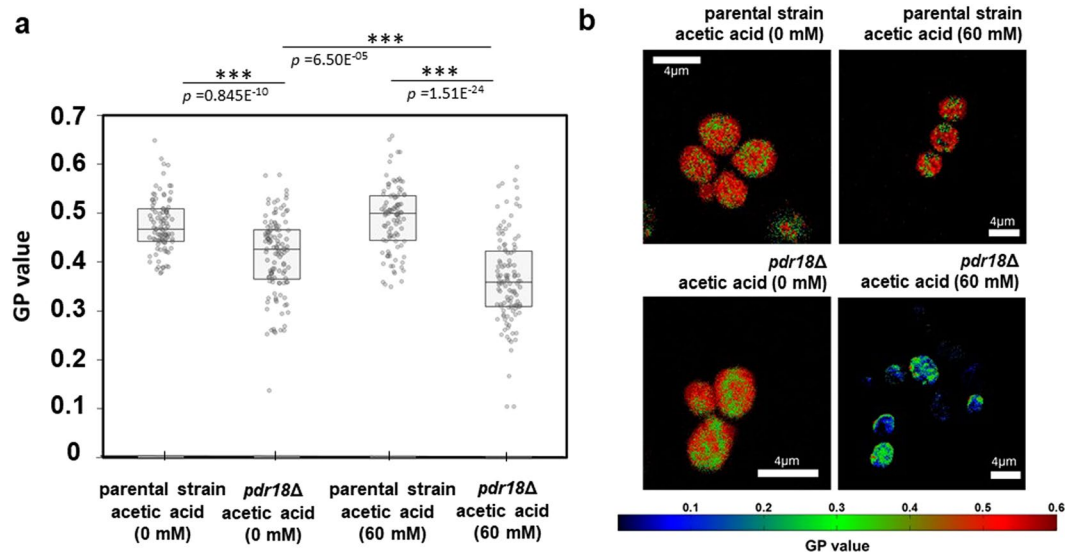 a
***
p =6.50E-05
***
p =0.845E-10
***
p =1.51E-24
0.7
0.6
0.5
0.4
0.3
0.2
0.1
0
GP value
parental strain
acetic acid
(0 mM)
pdr18Δ
acetic acid
(0 mM)
parental strain
acetic acid
(60 mM)
pdr18Δ
acetic acid
(60 mM)
b
parental strain
acetic acid (0 mM)
4μm
parental strain
acetic acid (60 mM)
4μm
pdr18Δ
acetic acid (0 mM)
4μm
pdr18Δ
acetic acid (60 mM)
4μm
0.1 0.2 0.3 0.4 0.5 0.6
GP value